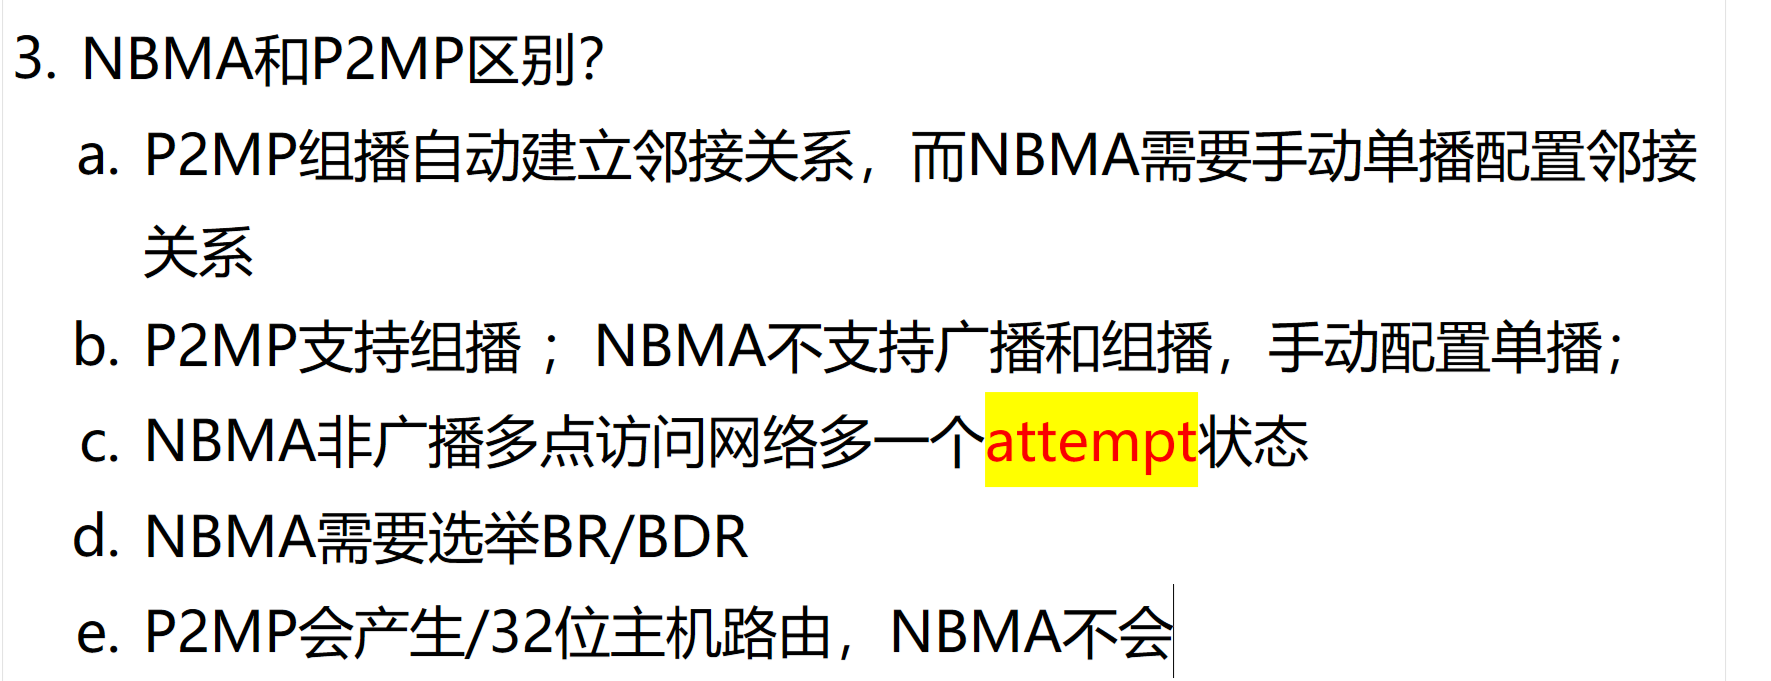 3. NBMA和P2MP区别？
a. P2MP组播自动建立邻接关系，而NBMA需要手动单播配置邻接
关系
b. P2MP支持组播 ；NBMA不支持广播和组播，手动配置单播；
c. NBMA非广播多点访问网络多一个attempt状态
d. NBMA需要选举BR/BDR
e. P2MP会产生/32位主机路由，NBMA不会